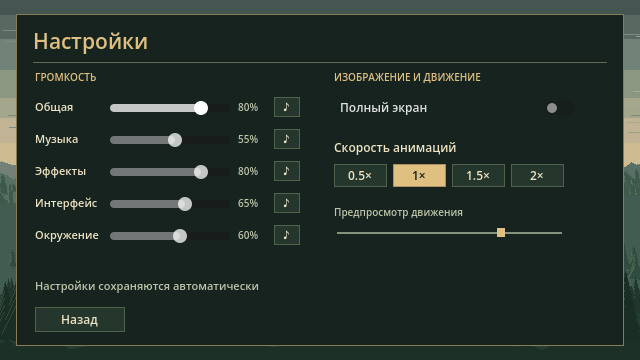 Настройки
ГРОМКОСТЬ
Общая 80% ♪
Музыка 55% ♪
Эффекты 80% ♪
Интерфейс 65% ♪
Окружение 60% ♪
ИЗОБРАЖЕНИЕ И ДВИЖЕНИЕ
Полный экран
Скорость анимаций
0.5× 1× 1.5× 2×
Предпросмотр движения
Настройки сохраняются автоматически
Назад